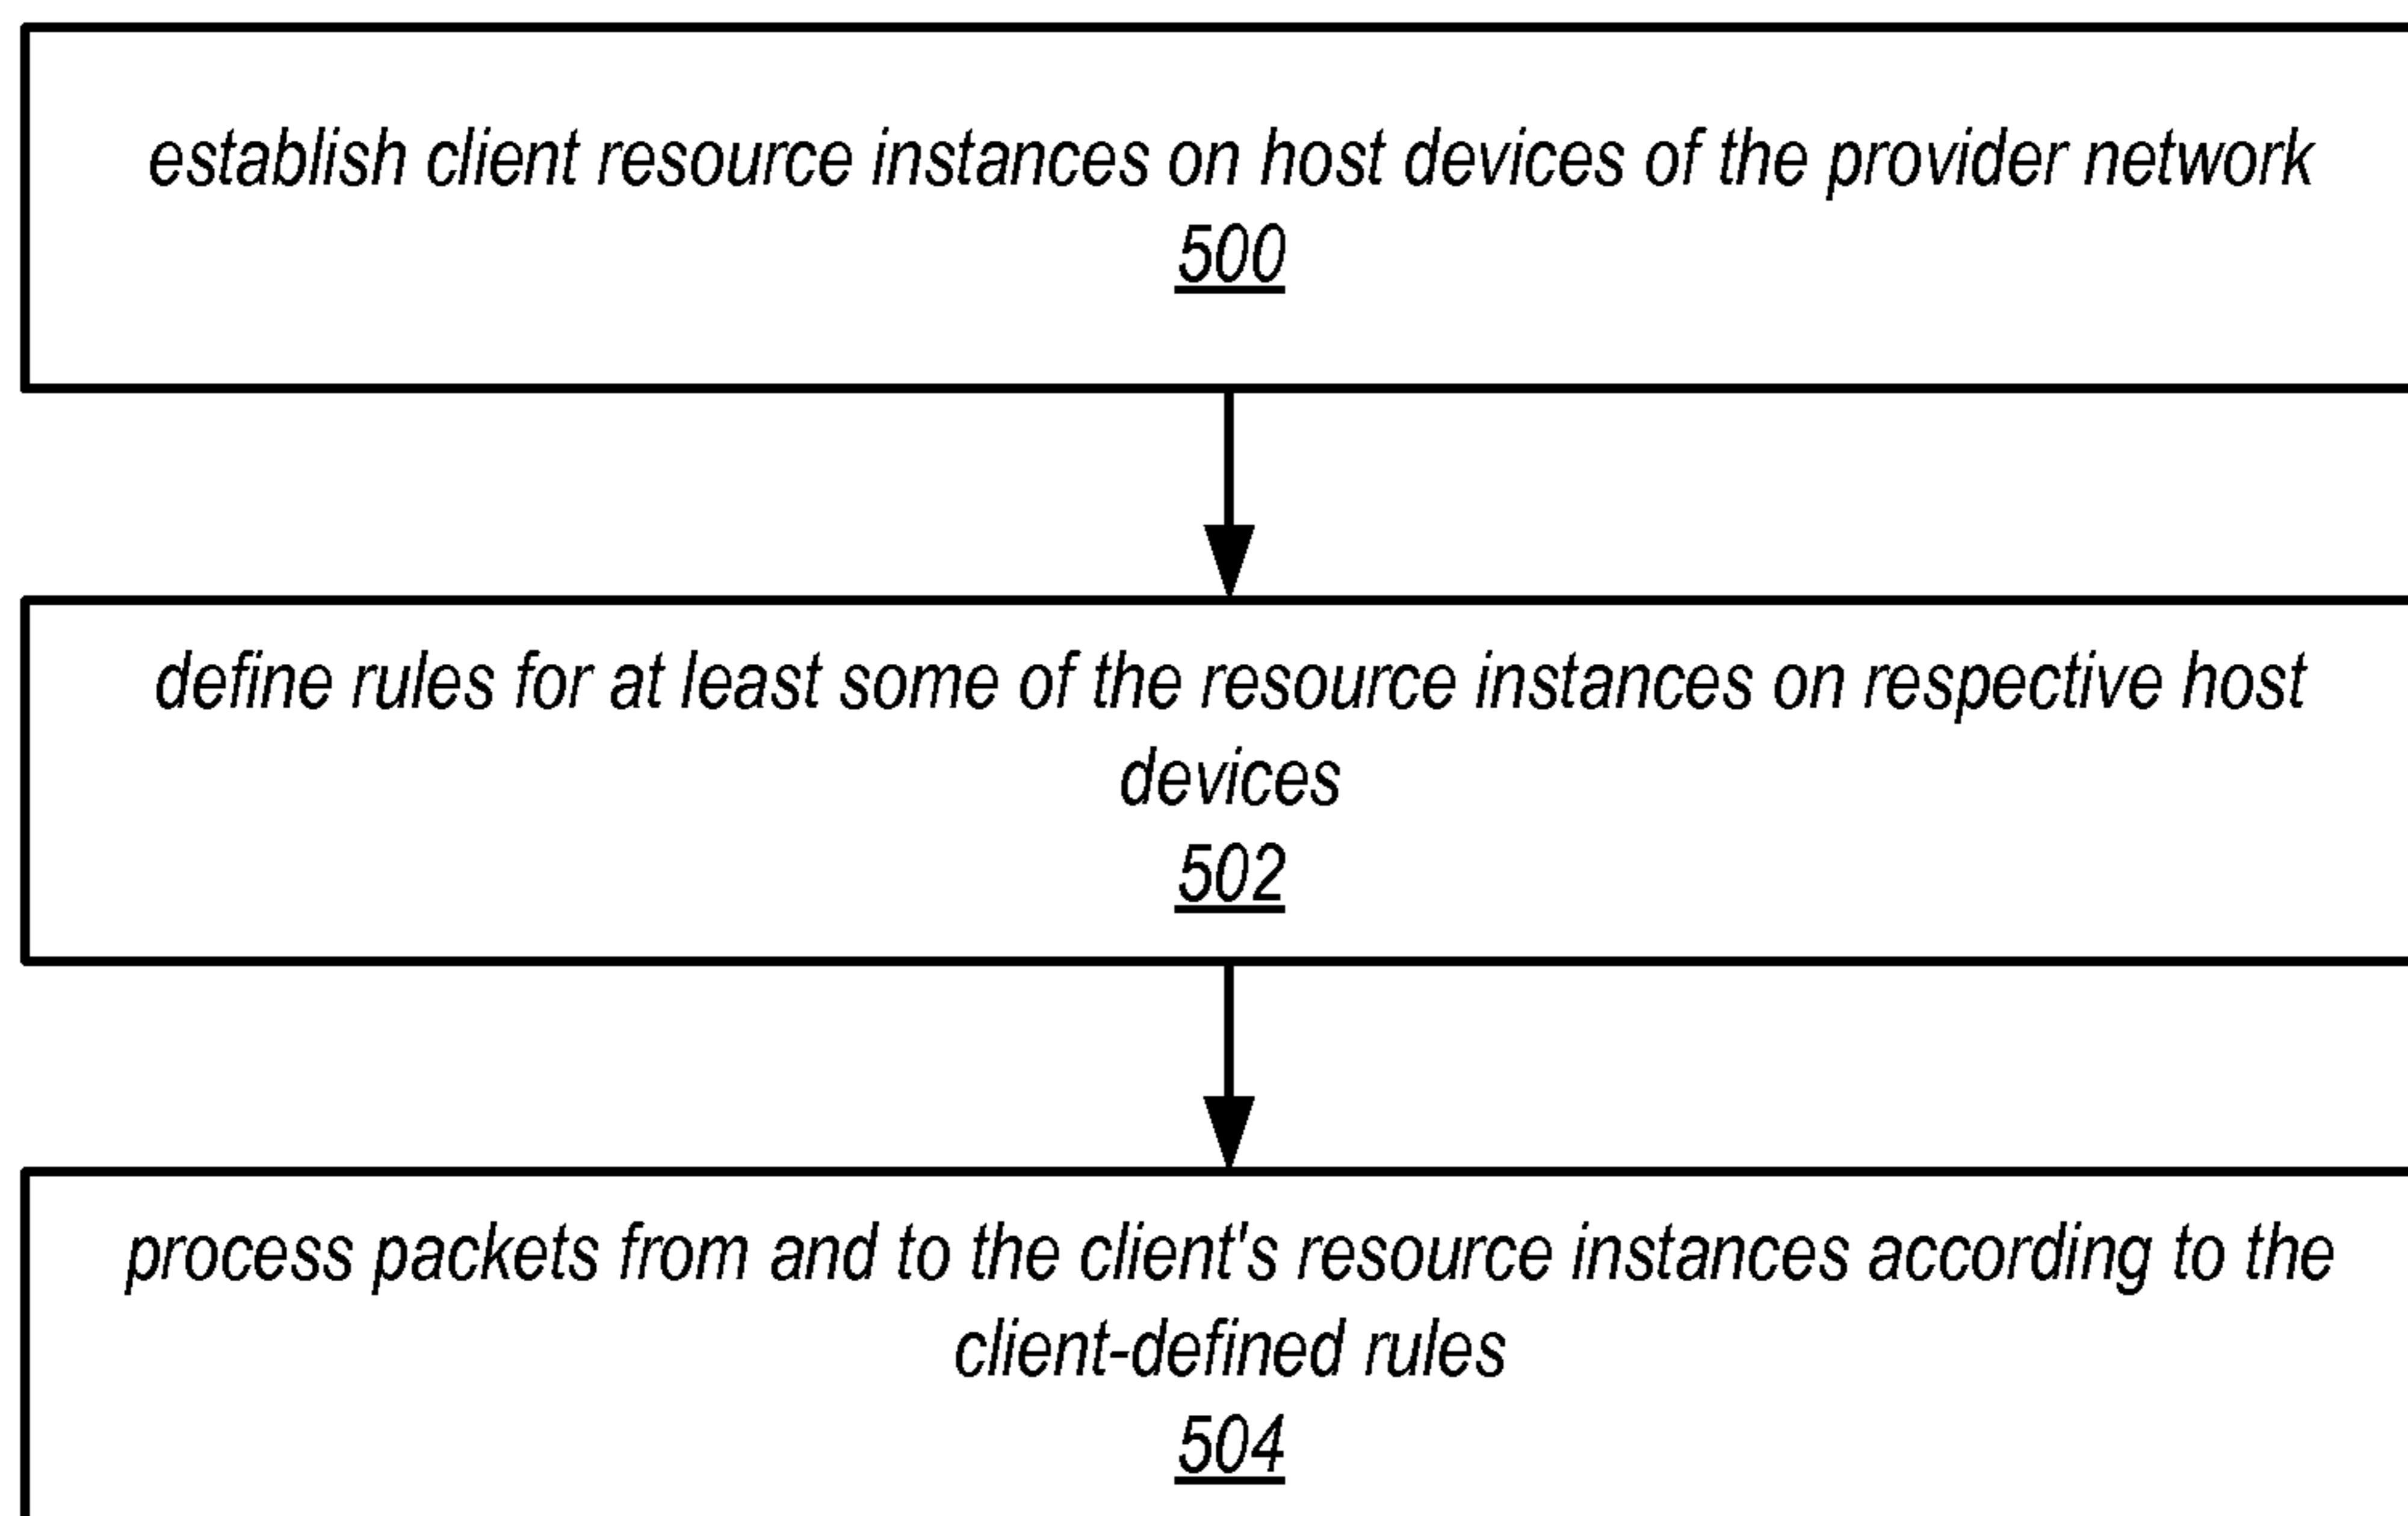 establish client resource instances on host devices of the provider network
500
define rules for at least some of the resource instances on respective host
devices
502
process packets from and to the client's resource instances according to the
client-defined rules
504